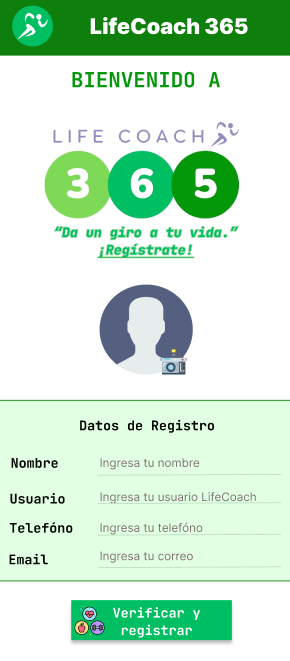 LifeCoach 365
BIENVENIDO A
LIFE COACH
3 6 5
“Da un giro a tu vida.”
¡Regístrate!
Datos de Registro
Nombre Ingresa tu nombre
Usuario Ingresa tu usuario LifeCoach
Telefóno Ingresa tu telefóno
Email Ingresa tu correo
Verificar y
registrar